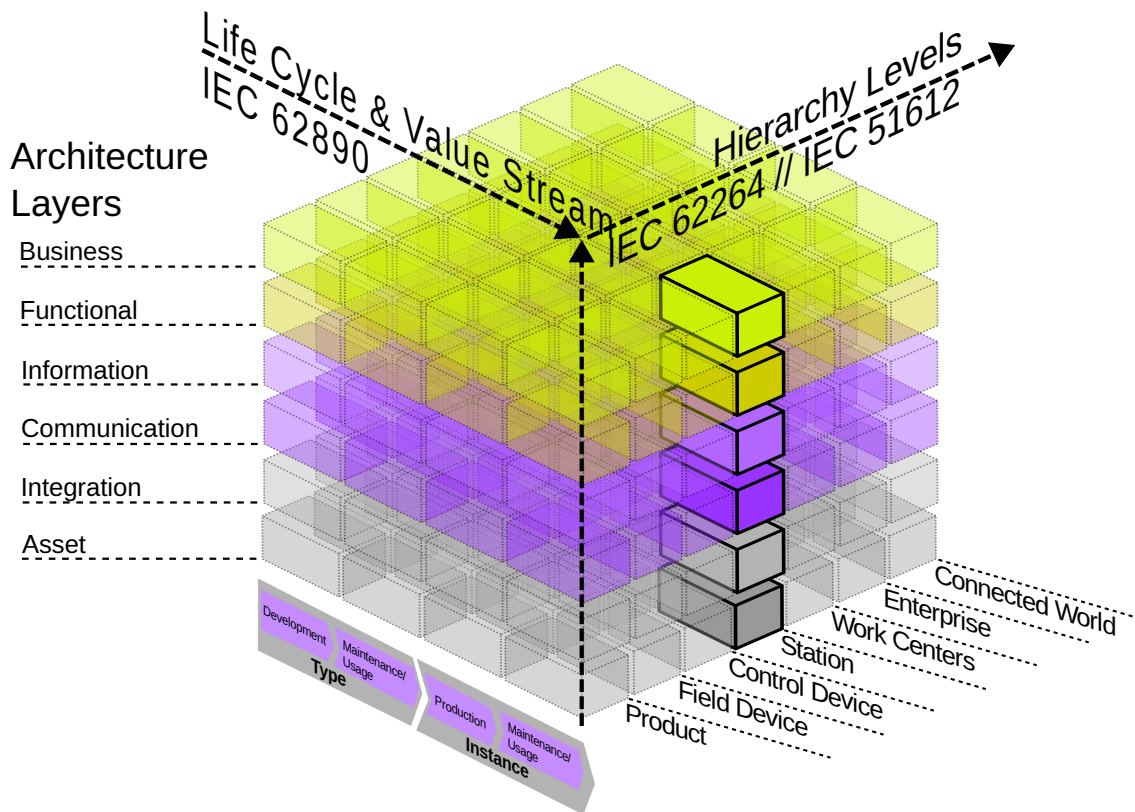 Life Cycle & Value Stream
IEC 62890
Hierarchy Levels
IEC 62264 // IEC 51612
Architecture
Layers
Business
Functional
Information
Communication
Integration
Asset
Development
Maintenance/
Usage
Type
Production
Maintenance/
Usage
Instance
Connected World
Enterprise
Work Centers
Station
Control Device
Field Device
Product